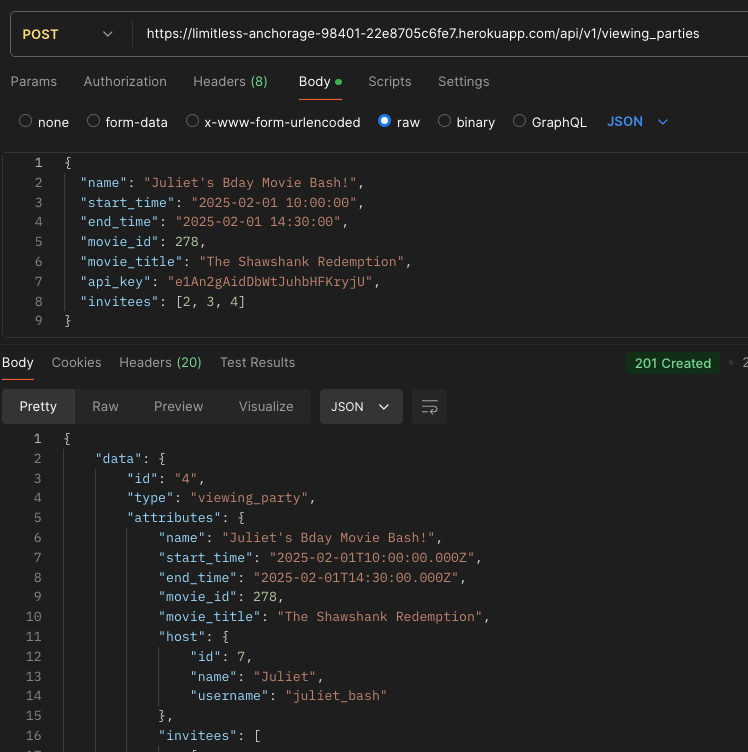 POST https://limitless-anchorage-98401-22e8705c6fe7.herokuapp.com/api/v1/viewing_parties
Params Authorization Headers (8) Body Scripts Settings
none form-data x-www-form-urlencoded raw binary GraphQL JSON
1 {
2 "name": "Juliet's Bday Movie Bash!",
3 "start_time": "2025-02-01 10:00:00",
4 "end_time": "2025-02-01 14:30:00",
5 "movie_id": 278,
6 "movie_title": "The Shawshank Redemption",
7 "api_key": "e1An2gAidDbWtJuhbHFKryjU",
8 "invitees": [2, 3, 4]
9 }
Body Cookies Headers (20) Test Results 201 Created • 2
Pretty Raw Preview Visualize JSON
1 {
2 "data": {
3 "id": "4",
4 "type": "viewing_party",
5 "attributes": {
6 "name": "Juliet's Bday Movie Bash!",
7 "start_time": "2025-02-01T10:00:00.000Z",
8 "end_time": "2025-02-01T14:30:00.000Z",
9 "movie_id": 278,
10 "movie_title": "The Shawshank Redemption",
11 "host": {
12 "id": 7,
13 "name": "Juliet",
14 "username": "juliet_bash"
15 },
16 "invitees": [